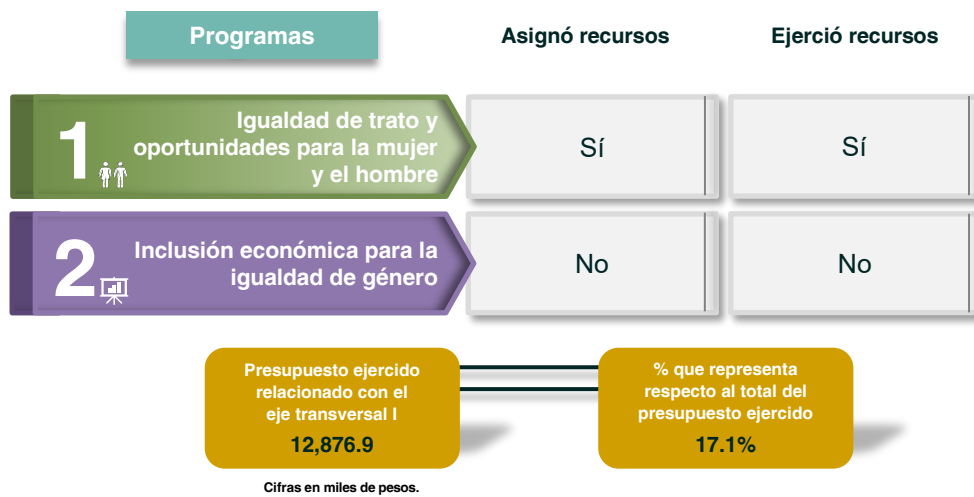 Programas
Asignó recursos
Ejerció recursos
1
Igualdad de trato y
oportunidades para la mujer
y el hombre
Sí
Sí
2
Inclusión económica para la
igualdad de género
No
No
Presupuesto ejercido
relacionado con el
eje transversal I
12,876.9
% que representa
respecto al total del
presupuesto ejercido
17.1%
Cifras en miles de pesos.